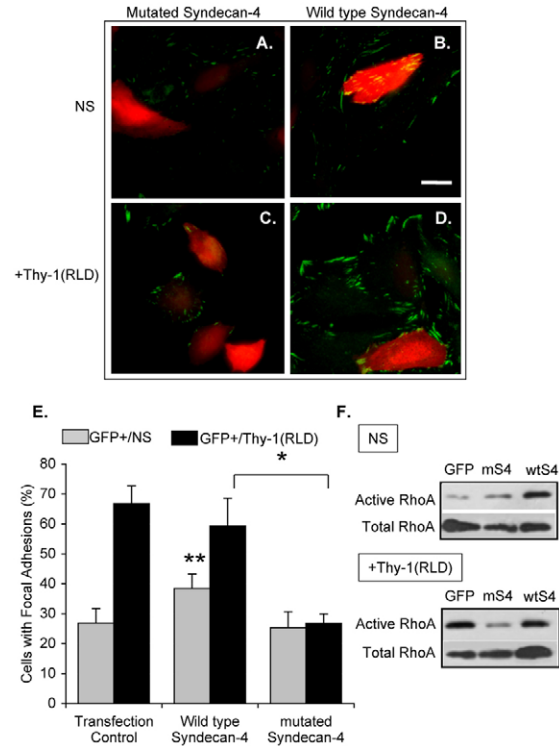 Mutated Syndecan-4 Wild type Syndecan-4
A. B.
NS
C. D.
+Thy-1(RLD)
E.
GFP+/NS GFP+/Thy-1(RLD)
*
**
80
70
60
50
40
30
20
10
0
Cells with Focal Adhesions (%)
Transfection
Control
Wild type
Syndecan-4
mutated
Syndecan-4
F.
NS
GFP mS4 wtS4
Active RhoA
Total RhoA
+Thy-1(RLD)
GFP mS4 wtS4
Active RhoA
Total RhoA